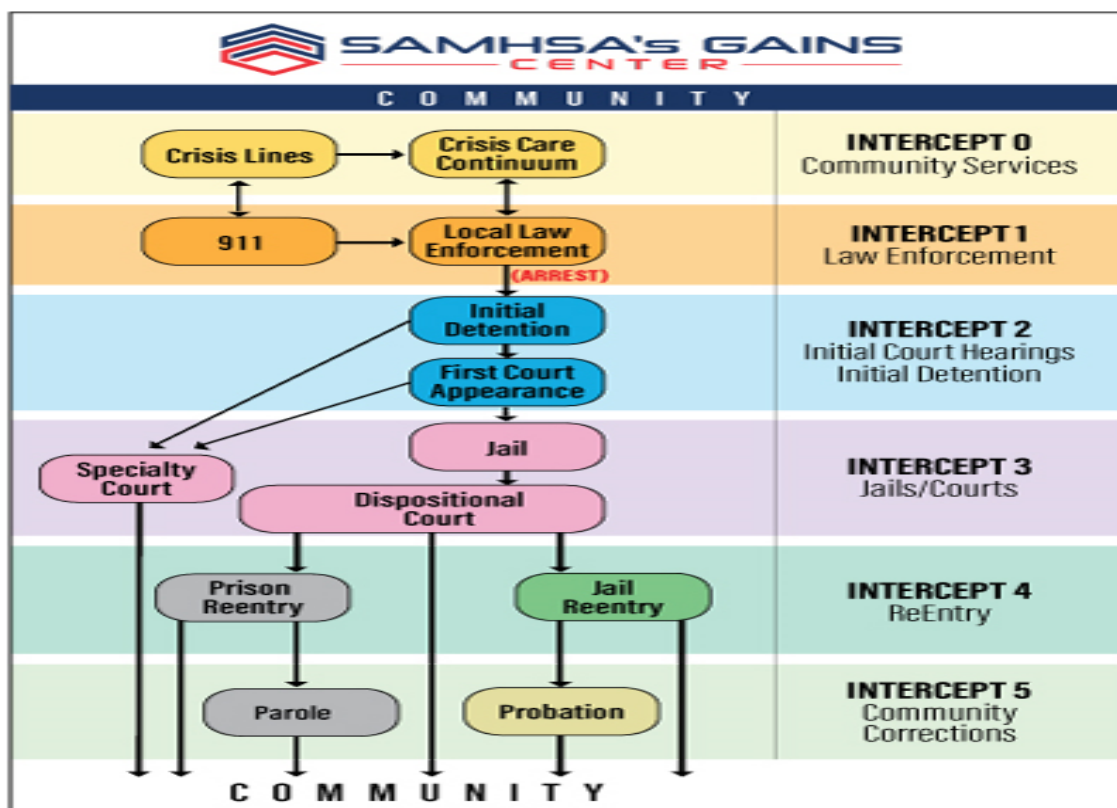 SAMHSA's GAINS
CENTER
COMMUNITY
Crisis Lines
Crisis Care
Continuum
INTERCEPT 0
Community Services
911
Local Law
Enforcement
(ARREST)
INTERCEPT 1
Law Enforcement
Initial
Detention
First Court
Appearance
INTERCEPT 2
Initial Court Hearings
Initial Detention
Jail
Specialty
Court
Dispositional
Court
INTERCEPT 3
Jails/Courts
Prison
Reentry
Jail
Reentry
INTERCEPT 4
ReEntry
Parole
Probation
INTERCEPT 5
Community
Corrections
COMMUNITY